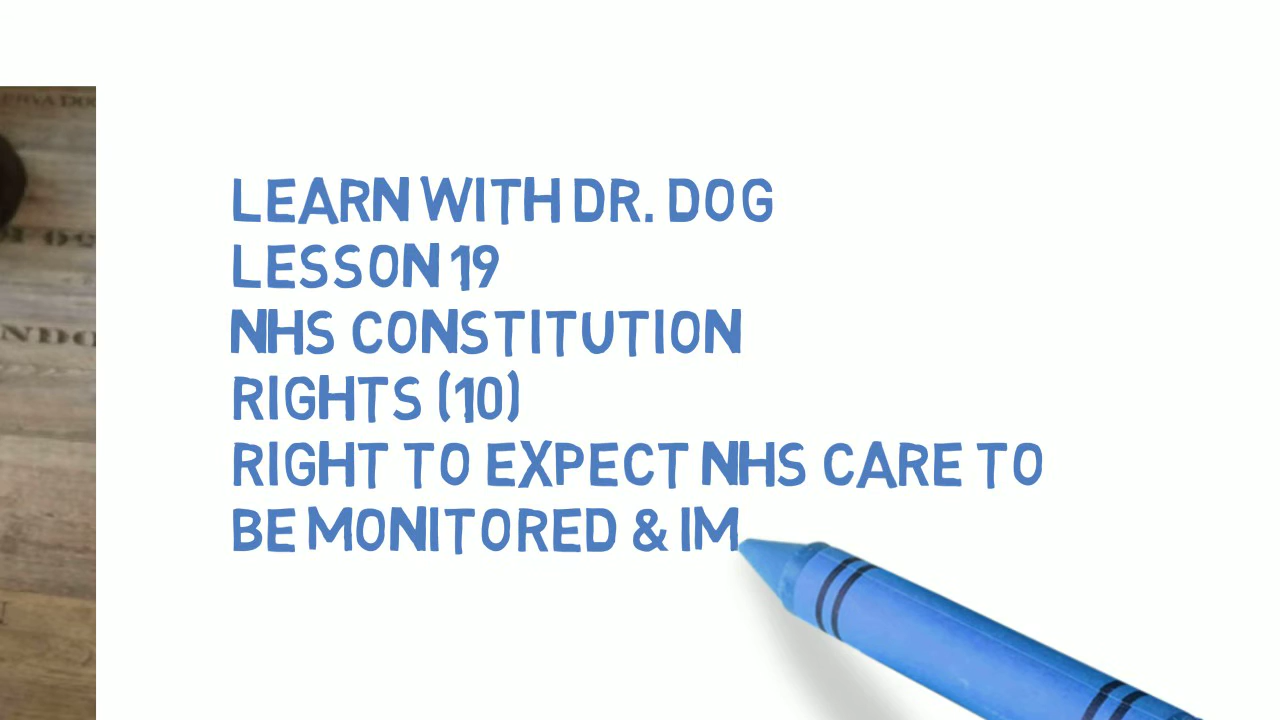 LEARN WITH DR. DOG
LESSON 19
NHS CONSTITUTION
RIGHTS (10)
RIGHT TO EXPECT NHS CARE TO
BE MONITORED & IM